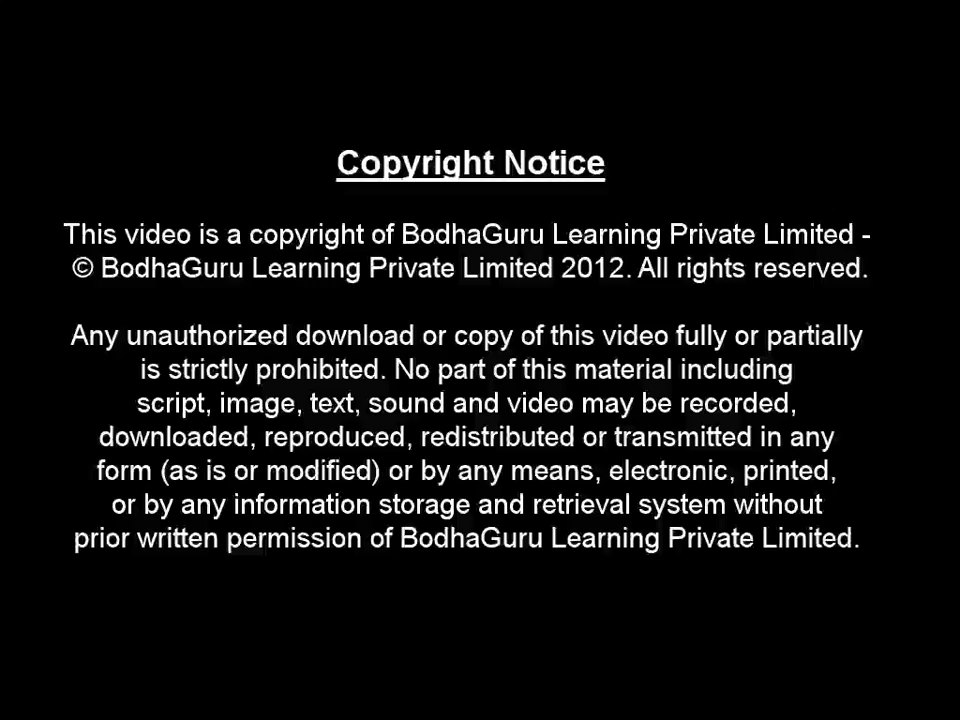 Copyright Notice
This video is a copyright of BodhaGuru Learning Private Limited -
© BodhaGuru Learning Private Limited 2012. All rights reserved.
Any unauthorized download or copy of this video fully or partially
is strictly prohibited. No part of this material including
script, image, text, sound and video may be recorded,
downloaded, reproduced, redistributed or transmitted in any
form (as is or modified) or by any means, electronic, printed,
or by any information storage and retrieval system without
prior written permission of BodhaGuru Learning Private Limited.